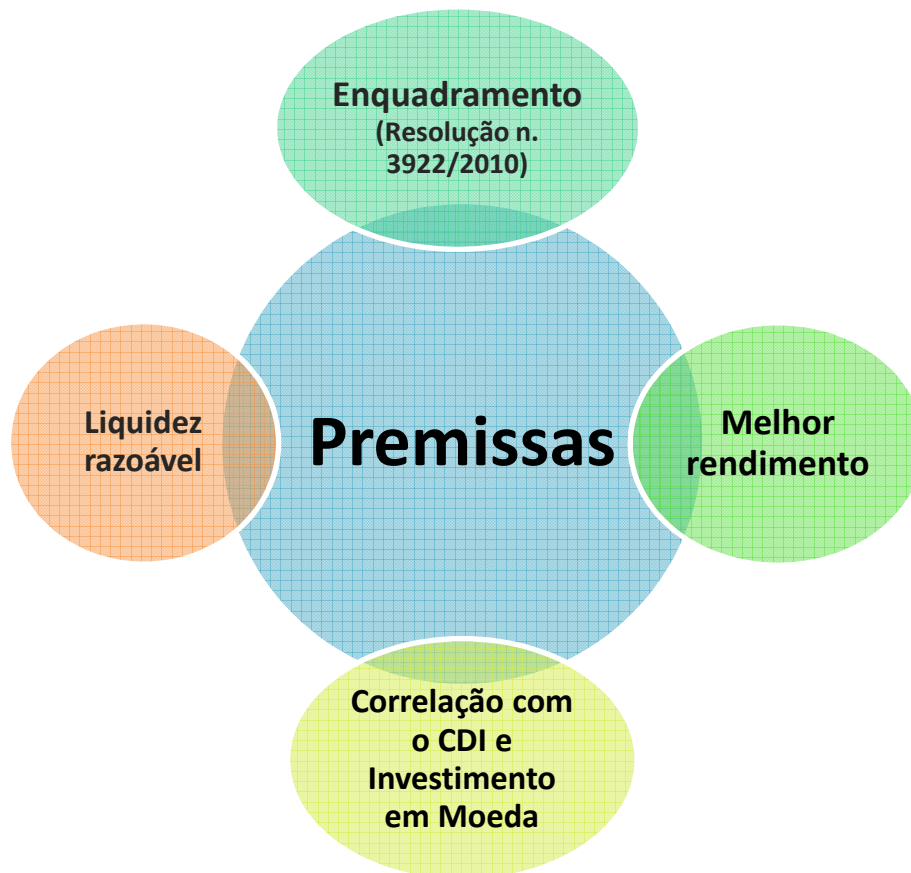 Enquadramento
(Resolução n.
3922/2010)
Liquidez
razoável
Premissas
Melhor
rendimento
Correlação com
o CDI e
Investimento
em Moeda